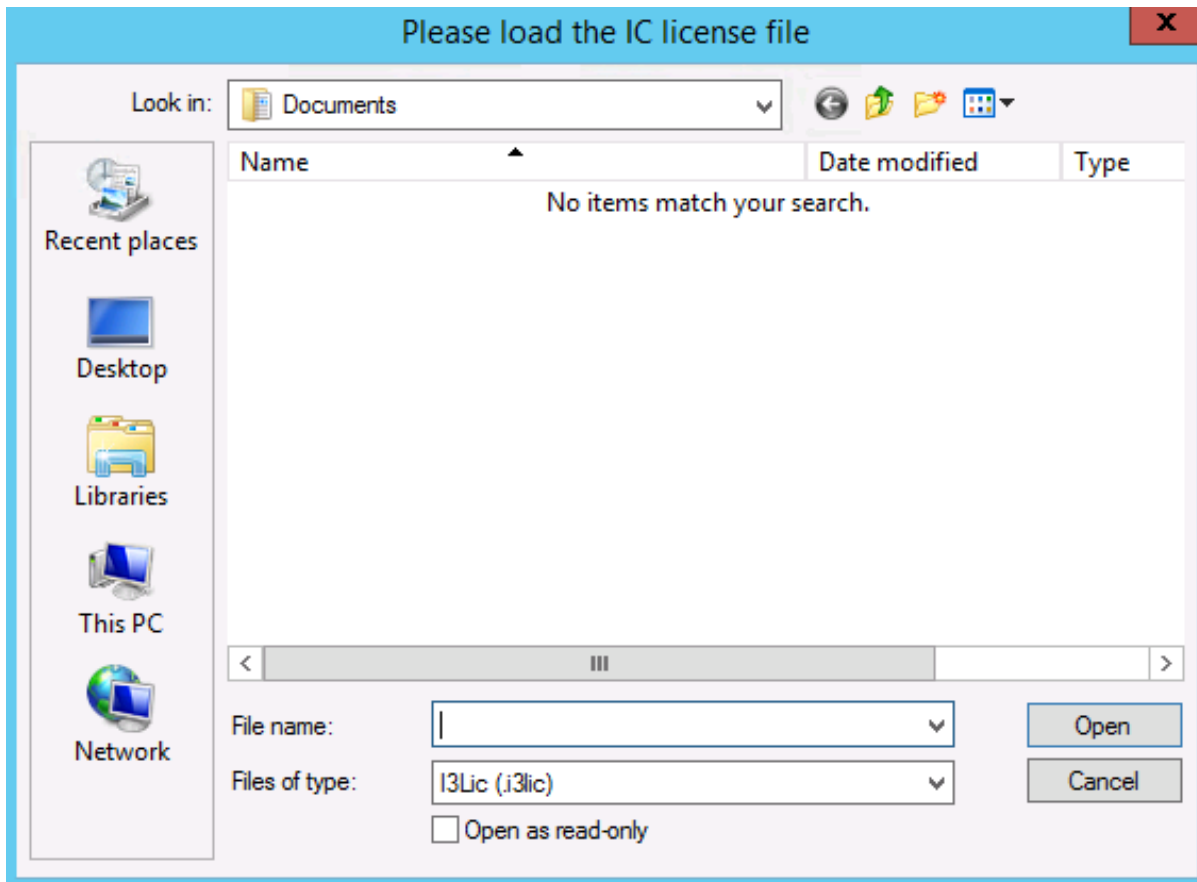 Please load the IC license file
x
Look in:
Documents
Name
Date modified
Type
No items match your search.
Recent places
Desktop
Libraries
This PC
Network
File name:
Open
Files of type:
I3Lic (.i3lic)
Cancel
Open as read-only